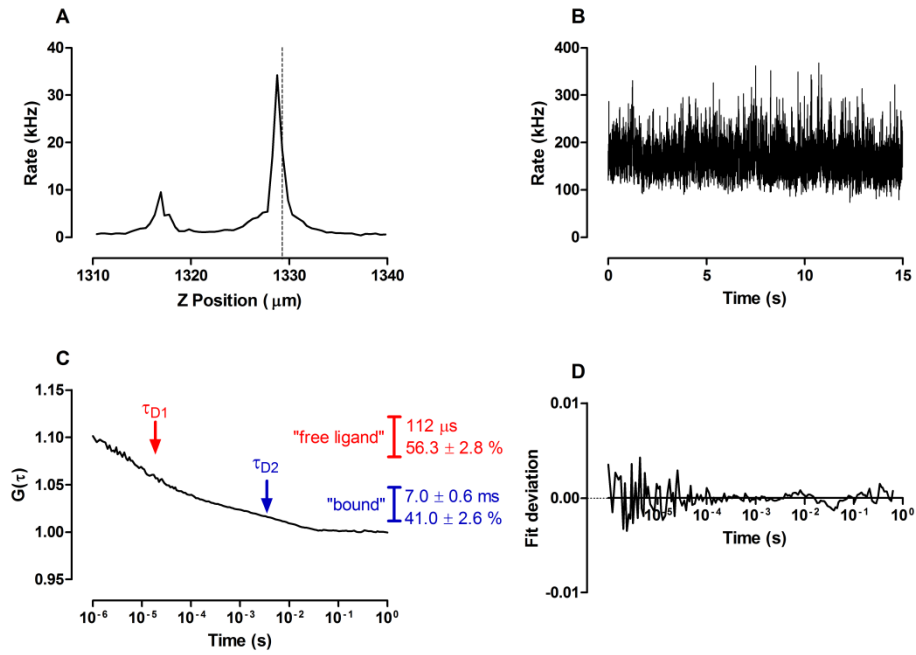 A
Rate (kHz)
40
30
20
10
0
1310 1320 1330 1340
Z Position ( μm)
B
Rate (kHz)
400kHz
300
200
100
0
0 5 10 15
Time (s)
C
G(τ)
1.15
1.10
1.05
1.00
0.95
τD1
τD2
"free ligand"
112 μs
56.3 ± 2.8 %
"bound"
7.0 ± 0.6 ms
41.0 ± 2.6 %
10⁻⁶ 10⁻⁵ 10⁻⁴ 10⁻³ 10⁻² 10⁻¹ 10⁰
Time (s)
D
Fit deviation
0.01
0.00
-0.01
10⁻⁵ 10⁻⁴ 10⁻³ 10⁻² 10⁻¹ 10⁰
Time (s)